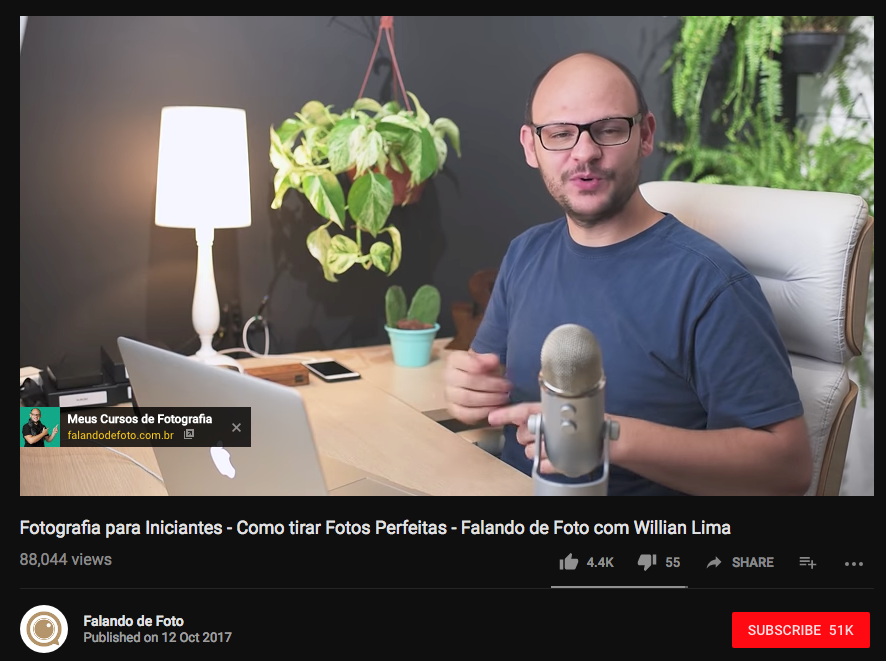 Meus Cursos de Fotografia
falandodefoto.com.br
Fotografia para Iniciantes - Como tirar Fotos Perfeitas - Falando de Foto com Willian Lima
88,044 views
4.4K 55 SHARE
Falando de Foto
Published on 12 Oct 2017
SUBSCRIBE 51K